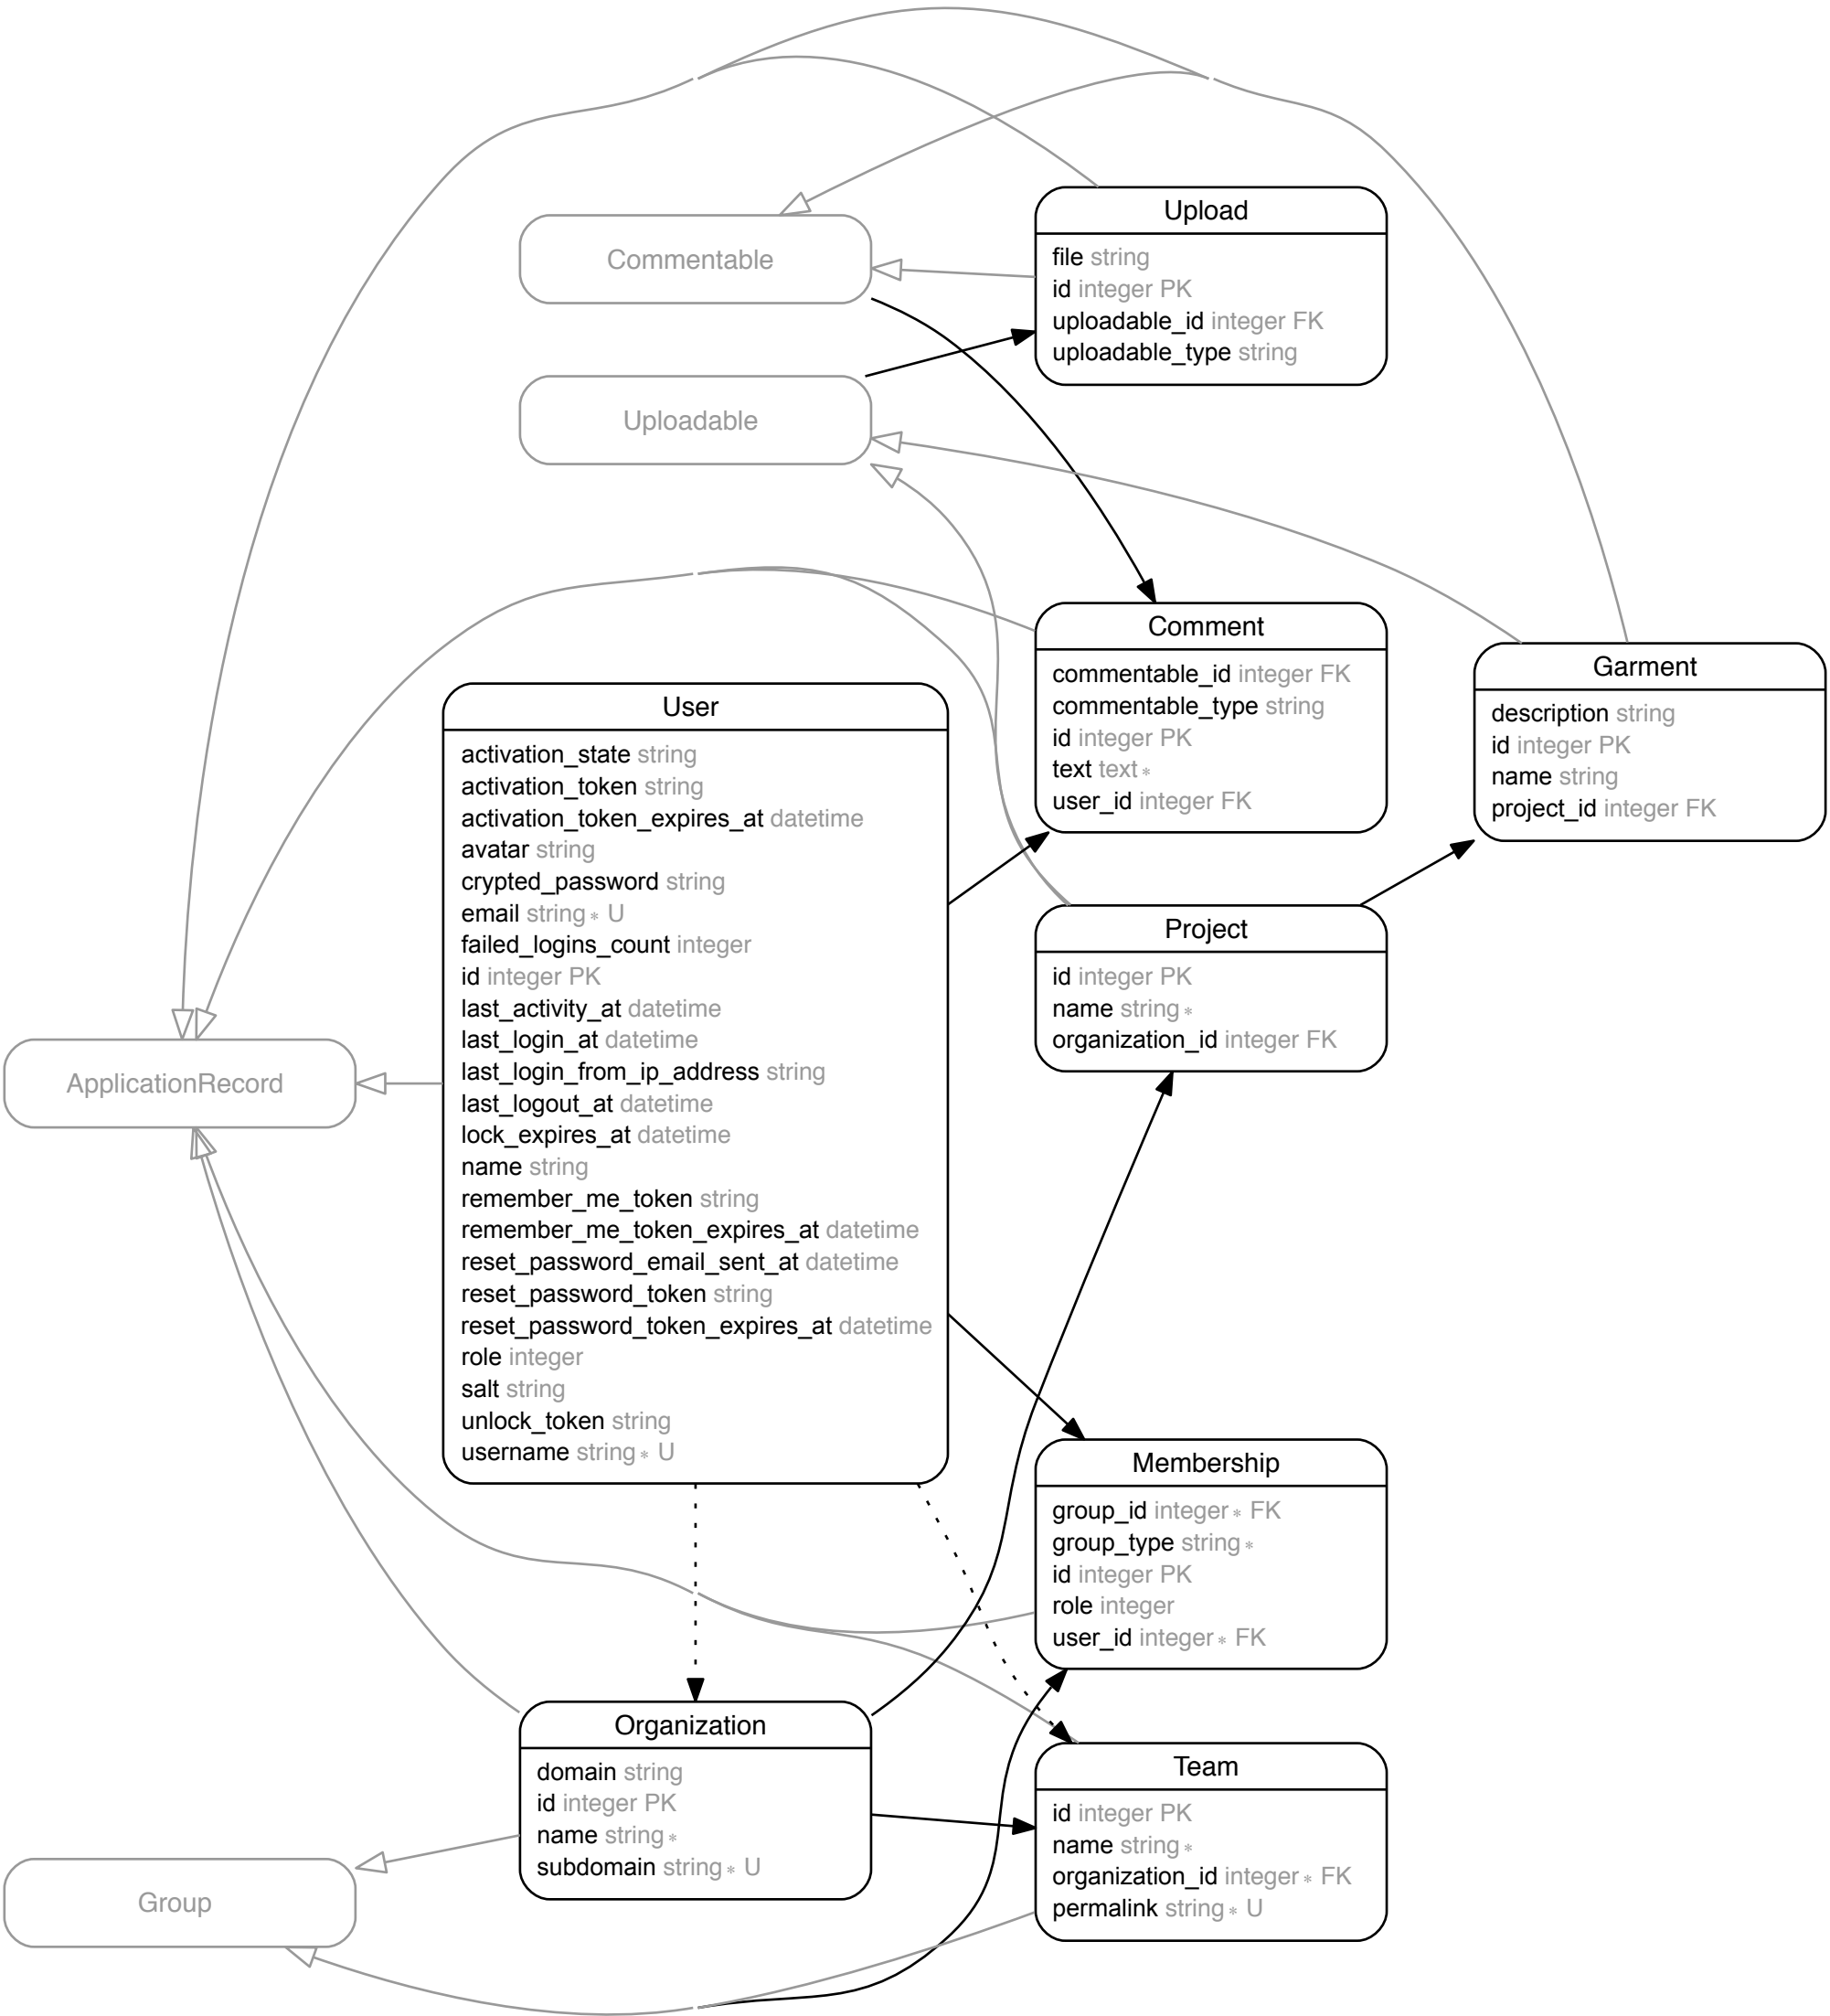 Upload
file string
id integer PK
uploadable_id integer FK
uploadable_type string
Commentable
Uploadable
Comment
commentable_id integer FK
commentable_type string
id integer PK
text text *
user_id integer FK
Garment
description string
id integer PK
name string
project_id integer FK
User
activation_state string
activation_token string
activation_token_expires_at datetime
avatar string
crypted_password string
email string * U
failed_logins_count integer
id integer PK
last_activity_at datetime
last_login_at datetime
last_login_from_ip_address string
last_logout_at datetime
lock_expires_at datetime
name string
remember_me_token string
remember_me_token_expires_at datetime
reset_password_email_sent_at datetime
reset_password_token string
reset_password_token_expires_at datetime
role integer
salt string
unlock_token string
username string * U
Project
id integer PK
name string *
organization_id integer FK
ApplicationRecord
Membership
group_id integer * FK
group_type string *
id integer PK
role integer
user_id integer * FK
Organization
domain string
id integer PK
name string *
subdomain string * U
Team
id integer PK
name string *
organization_id integer * FK
permalink string * U
Group